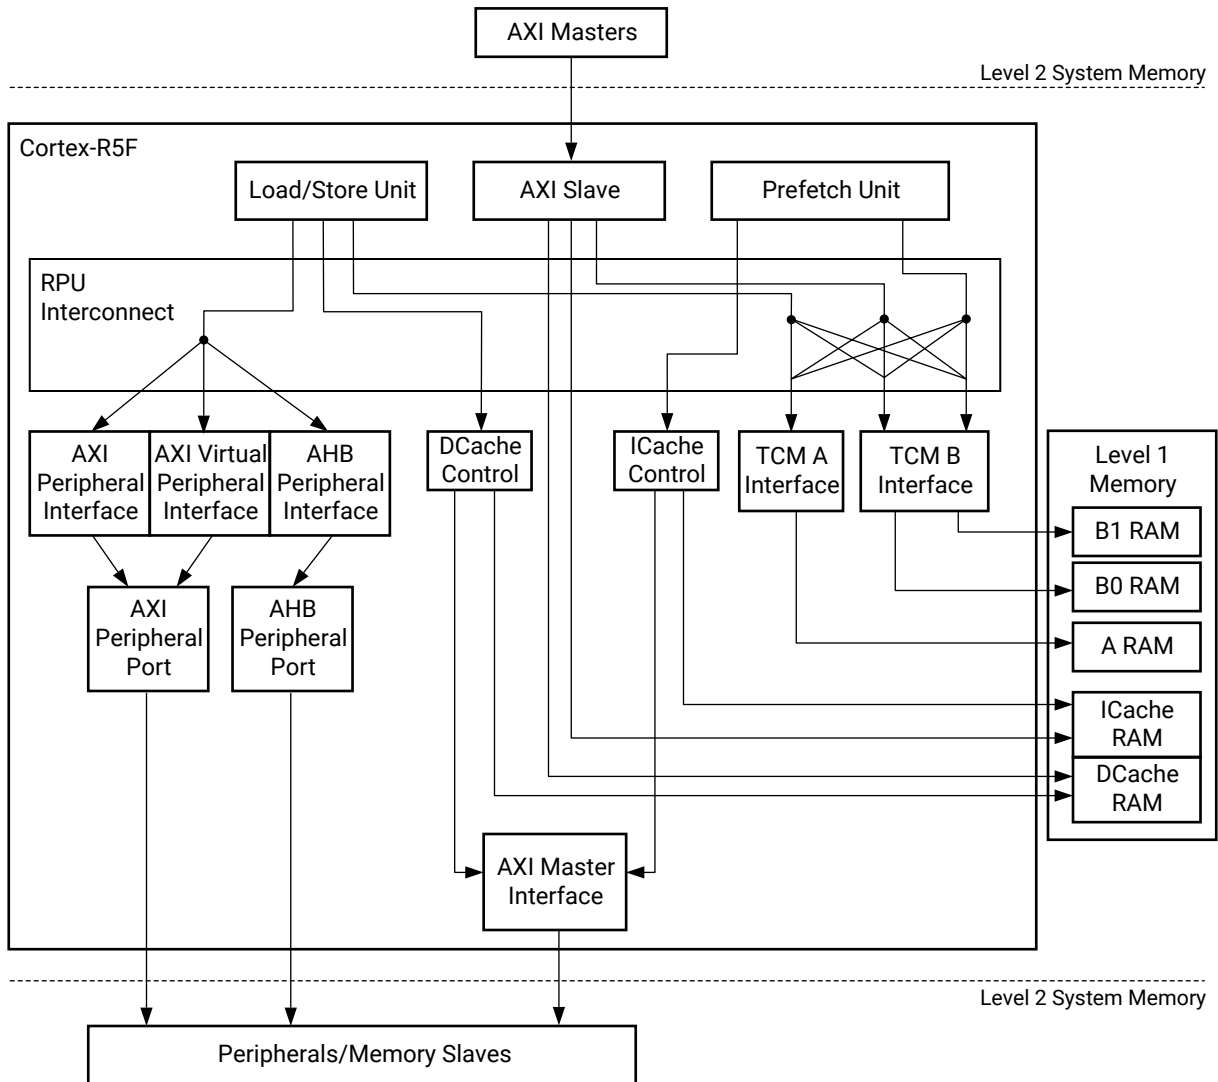 AXI Masters
Level 2 System Memory
Cortex-R5F
Load/Store Unit
AXI Slave
Prefetch Unit
RPU
Interconnect
AXI
Peripheral
Interface
AXI Virtual
Peripheral
Interface
AHB
Peripheral
Interface
DCache
Control
ICache
Control
TCM A
Interface
TCM B
Interface
Level 1
Memory
B1 RAM
B0 RAM
A RAM
ICache
RAM
DCache
RAM
AXI
Peripheral
Port
AHB
Peripheral
Port
AXI Master
Interface
Level 2 System Memory
Peripherals/Memory Slaves